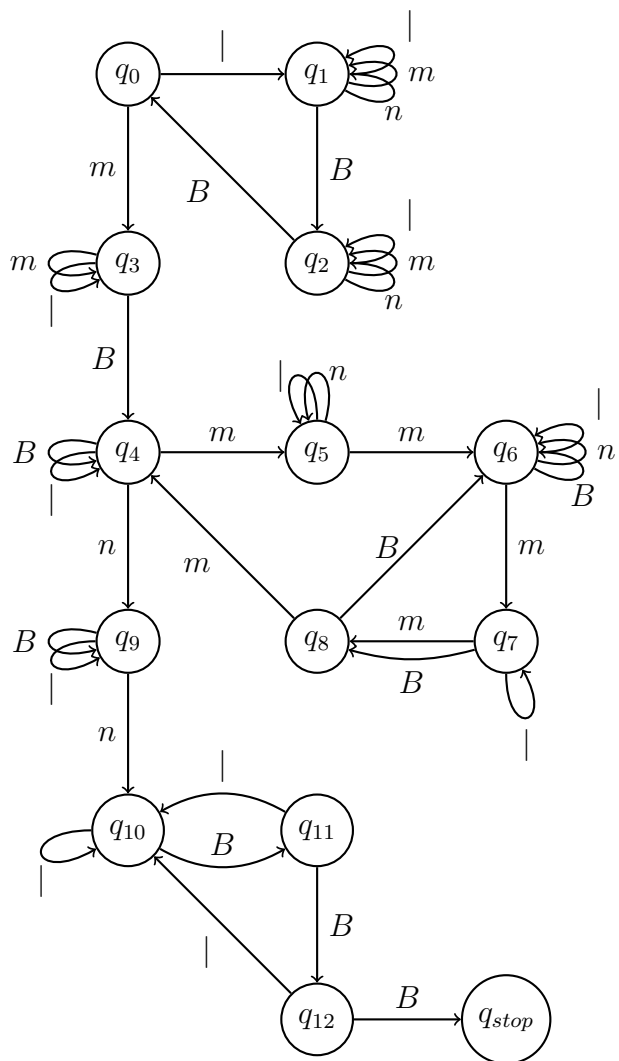 |
|
q0 q1 m
n
m B
B
|
m q3 q2 m
| n
B
| n |
B q4 m q5 m q6 n
| B
n m B m
B q9 q8 m q7
| B
n |
|
q10 B q11
|
B
|
q12 B qstop